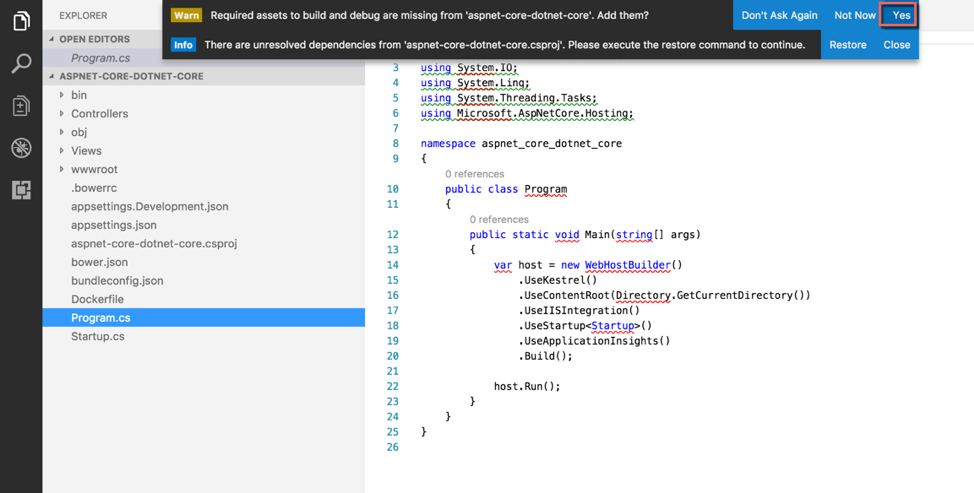 EXPLORER
OPEN EDITORS
Program.cs
ASPNET-CORE-DOTNET-CORE
bin
Controllers
obj
Views
wwwroot
.bowerrc
appsettings.Development.json
appsettings.json
aspnet-core-dotnet-core.csproj
bower.json
bundleconfig.json
Dockerfile
Program.cs
Startup.cs
Warn Required assets to build and debug are missing from 'aspnet-core-dotnet-core'. Add them? Don't Ask Again Not Now Yes
Info There are unresolved dependencies from 'aspnet-core-dotnet-core.csproj'. Please execute the restore command to continue. Restore Close
3 using System.IO;
4 using System.Linq;
5 using System.Threading.Tasks;
6 using Microsoft.AspNetCore.Hosting;
7
8 namespace aspnet_core_dotnet_core
9 {
0 references
10 public class Program
11 {
0 references
12 public static void Main(string[] args)
13 {
14 var host = new WebHostBuilder()
15 .UseKestrel()
16 .UseContentRoot(Directory.GetCurrentDirectory())
17 .UseIISIntegration()
18 .UseStartup<Startup>()
19 .UseApplicationInsights()
20 .Build();
21
22 host.Run();
23 }
24 }
25 }
26